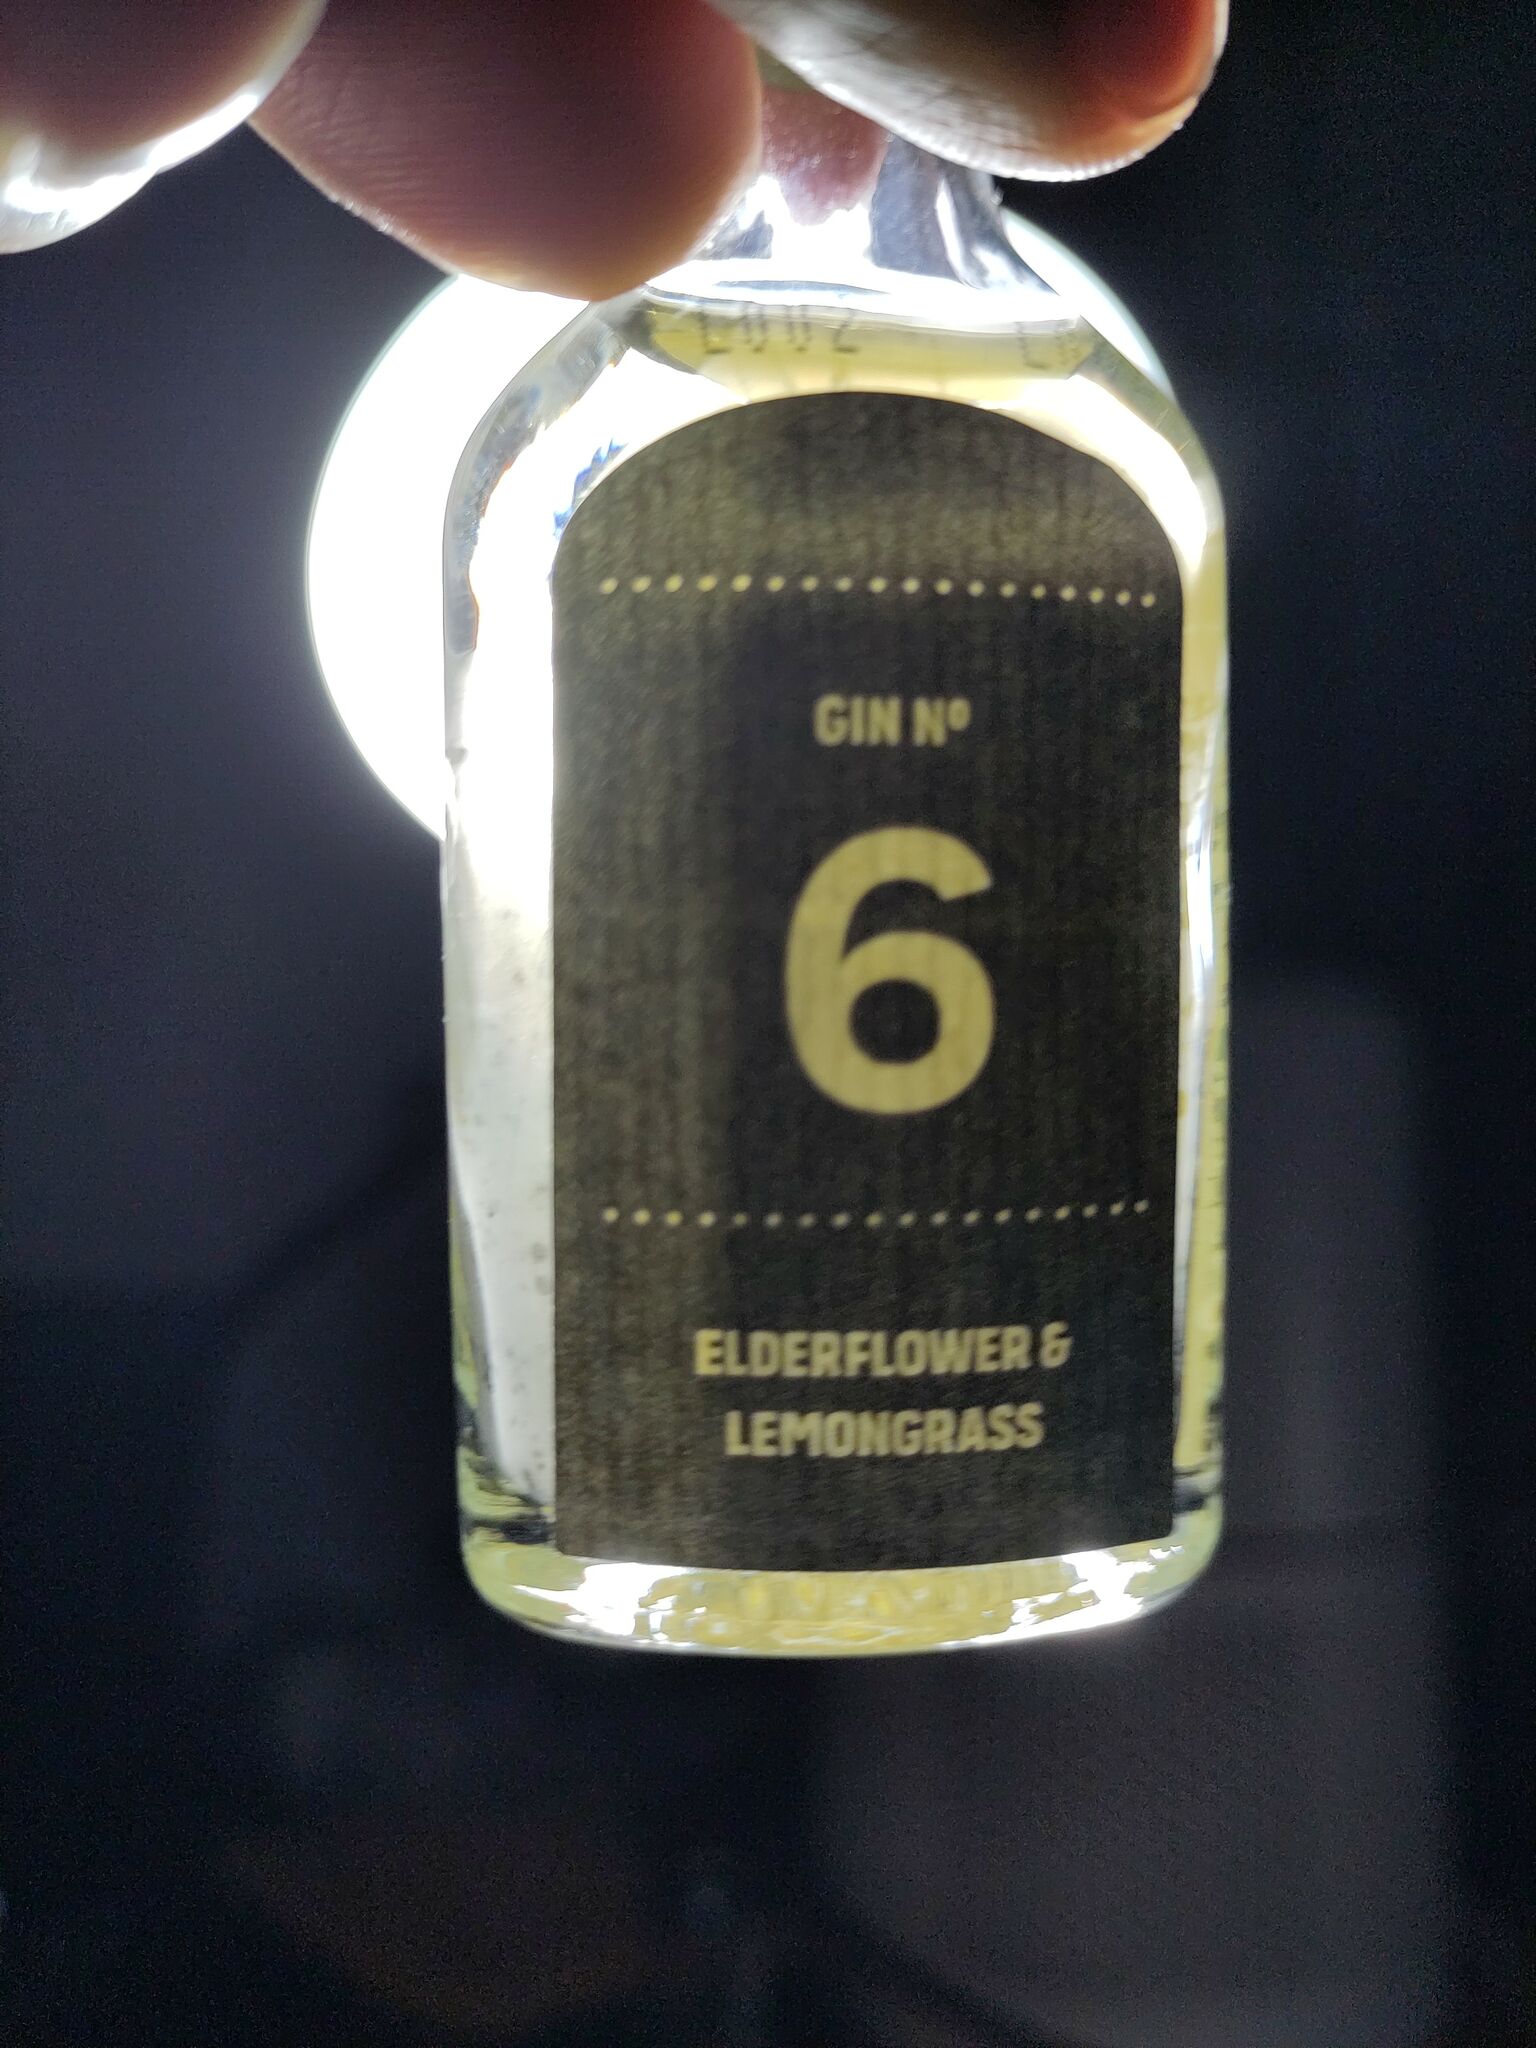 GIN Nº
6
ELDERFLOWER &
LEMONGRASS